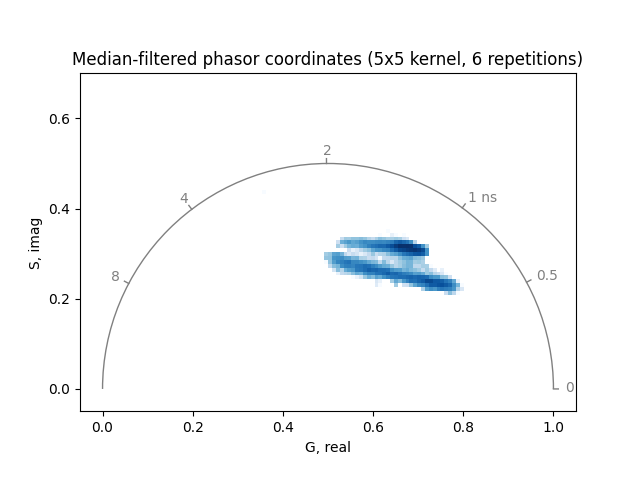 Median-filtered phasor coordinates (5x5 kernel, 6 repetitions)
0.6
0.4
0.2
0.0
S, imag
8
4
2
1 ns
0.5
0
0.0 0.2 0.4 0.6 0.8 1.0
G, real